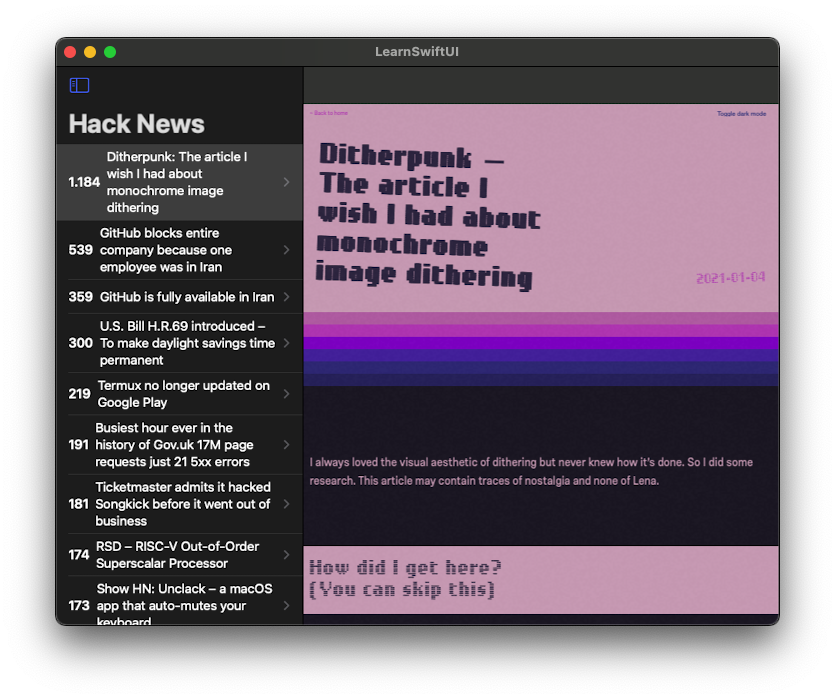 LearnSwiftUI
Hack News
1.184
Ditherpunk: The article I
wish I had about
monochrome image
dithering
539
GitHub blocks entire
company because one
employee was in Iran
359
GitHub is fully available in Iran
300
U.S. Bill H.R.69 introduced –
To make daylight savings time
permanent
219
Termux no longer updated on
Google Play
191
Busiest hour ever in the
history of Gov.uk 17M page
requests just 21 5xx errors
181
Ticketmaster admits it hacked
Songkick before it went out of
business
174
RSD – RISC-V Out-of-Order
Superscalar Processor
173
Show HN: Unclack – a macOS
app that auto-mutes your
keyboard
< Back to home
Toggle dark mode
Ditherpunk —
The article I
wish I had about
monochrome
image dithering
2021-01-04
I always loved the visual aesthetic of dithering but never knew how it's done. So I did some
research. This article may contain traces of nostalgia and none of Lena.
How did I get here?
(You can skip this)